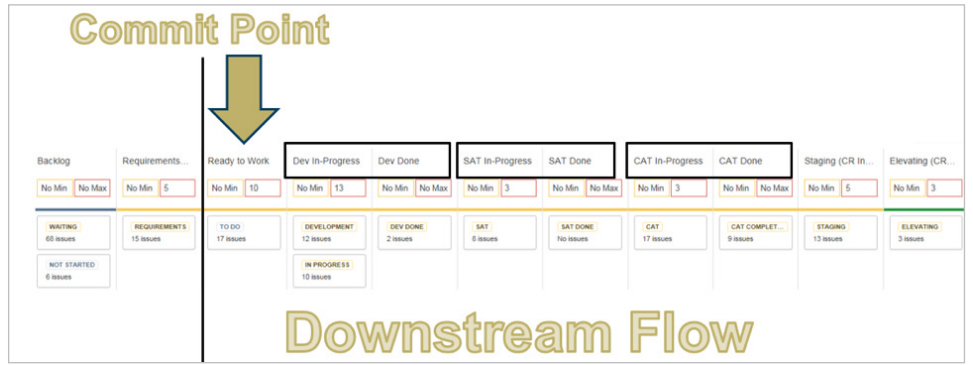 Commit Point
Backlog
Requirements...
Ready to Work
Dev In-Progress
Dev Done
SAT In-Progress
SAT Done
CAT In-Progress
CAT Done
Staging (CR In...
Elevating (CR...
No Min No Max
No Min 5
No Min 10
No Min 13
No Min No Max
No Min 3
No Min No Max
No Min 3
No Min No Max
No Min 5
No Min 3
WAITING
68 issues
REQUIREMENTS
15 issues
TO DO
17 issues
DEVELOPMENT
12 issues
DEV DONE
2 issues
SAT
6 issues
SAT DONE
No issues
CAT
17 issues
CAT COMPLET...
9 issues
STAGING
13 issues
ELEVATING
3 issues
NOT STARTED
6 issues
IN PROGRESS
10 issues
Downstream Flow